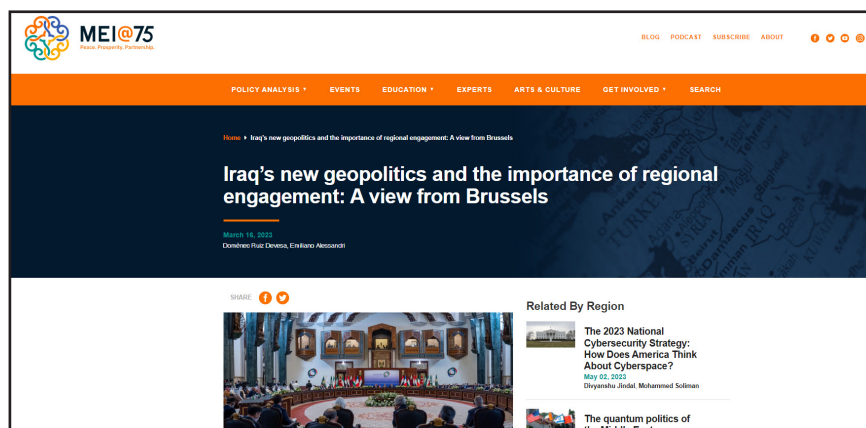 MEI@75
Peace. Prosperity. Partnership.
BLOG PODCAST SUBSCRIBE ABOUT
POLICY ANALYSIS EVENTS EDUCATION EXPERTS ARTS & CULTURE GET INVOLVED SEARCH
Home Iraq's new geopolitics and the importance of regional engagement: A view from Brussels
Iraq's new geopolitics and the importance of regional
engagement: A view from Brussels
March 16, 2023
Domènec Ruiz Devesa, Emiliano Alessandri
SHARE
Related By Region
The 2023 National
Cybersecurity Strategy:
How Does America Think
About Cyberspace?
May 02, 2023
Divyanshu Jindal, Mohammed Soliman
The quantum politics of